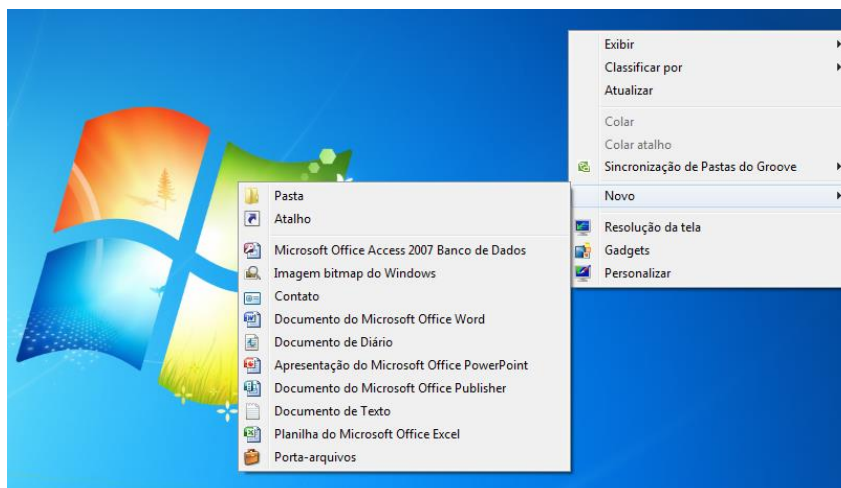 Exibir
Classificar por
Atualizar
Colar
Colar atalho
Sincronização de Pastas do Groove
Novo
Resolução da tela
Gadgets
Personalizar
Pasta
Atalho
Microsoft Office Access 2007 Banco de Dados
Imagem bitmap do Windows
Contato
Documento do Microsoft Office Word
Documento de Diário
Apresentação do Microsoft Office PowerPoint
Documento do Microsoft Office Publisher
Documento de Texto
Planilha do Microsoft Office Excel
Porta-arquivos